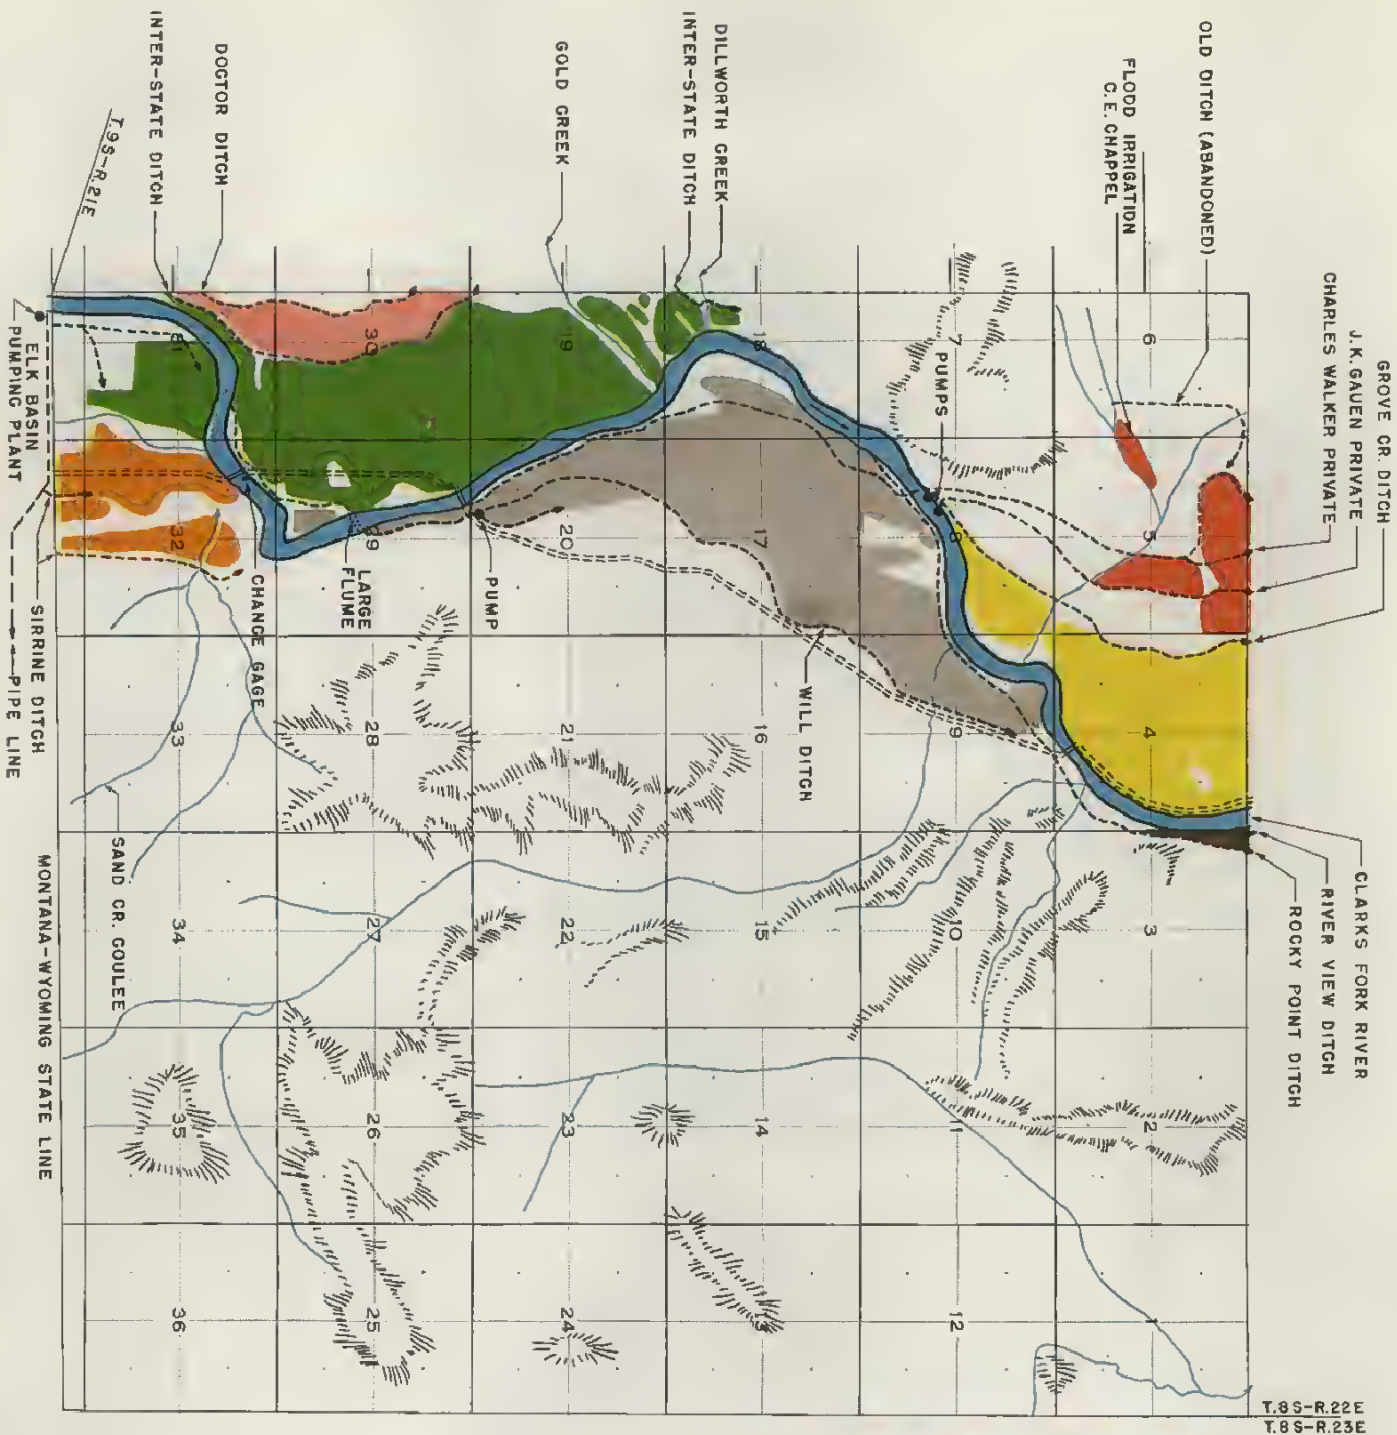 GROVE CR. DITCH
J. K. GAUEN PRIVATE
CHARLES WALKER PRIVATE
OLD DITCH (ABANDONED)
FLODD IRRIGATION
C. E. CHAPPEL
DILLWORTH CREEK
INTER-STATE DITCH
GOLD CREEK
DOCTOR DITCH
INTER-STATE DITCH
T.9S-R.21E
CLARKS FORK RIVER
RIVER VIEW DITCH
ROCKY POINT DITCH
PUMPS
WILL DITCH
PUMP
LARGE
FLUME
CHANGE GAGE
ELK BASIN
PUMPING PLANT
SIRRINE DITCH
PIPE LINE
SAND CR. COULEE
MONTANA-WYOMING STATE LINE
6
5
4
3
2
1
7
8
9
10
11
12
18
17
16
15
14
13
19
20
21
22
23
24
30
29
28
27
26
25
31
32
33
34
35
36
T.8S-R.22E
T.8S-R.23E